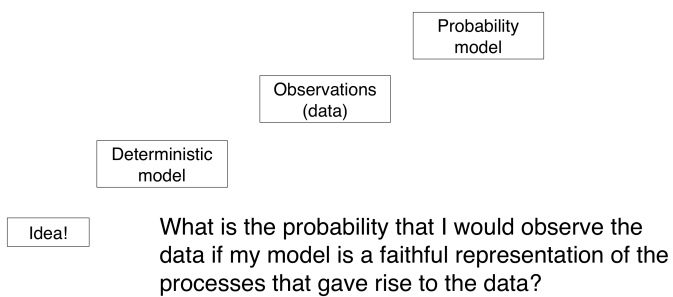 Probability
model
Observations
(data)
Deterministic
model
Idea!
What is the probability that I would observe the
data if my model is a faithful representation of the
processes that gave rise to the data?